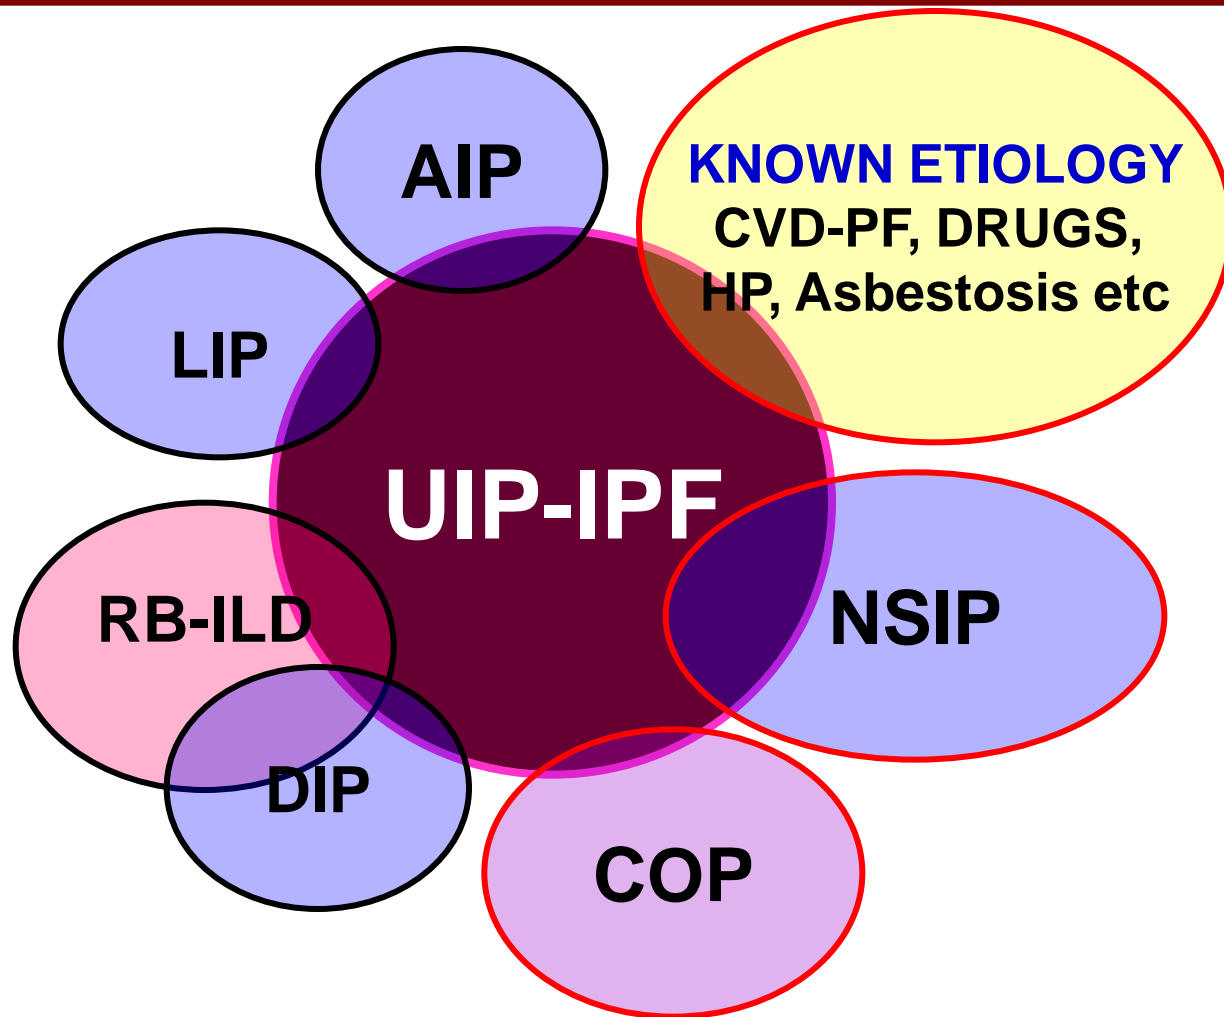 AIP
KNOWN ETIOLOGY
CVD-PF, DRUGS,
HP, Asbestosis etc
LIP
UIP-IPF
RB-ILD
NSIP
DIP
COP